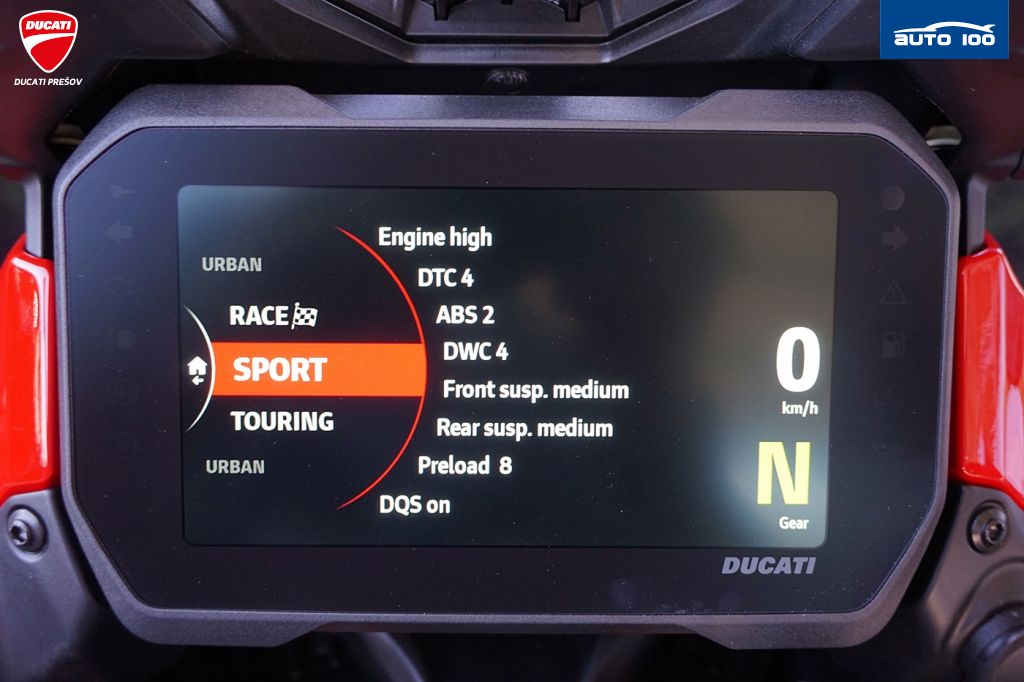 DUCATI
DUCATI PREŠOV
AUTO 100
URBAN
RACE
SPORT
TOURING
URBAN
Engine high
DTC 4
ABS 2
DWC 4
Front susp. medium
Rear susp. medium
Preload 8
DQS on
0
km/h
N
Gear
DUCATI